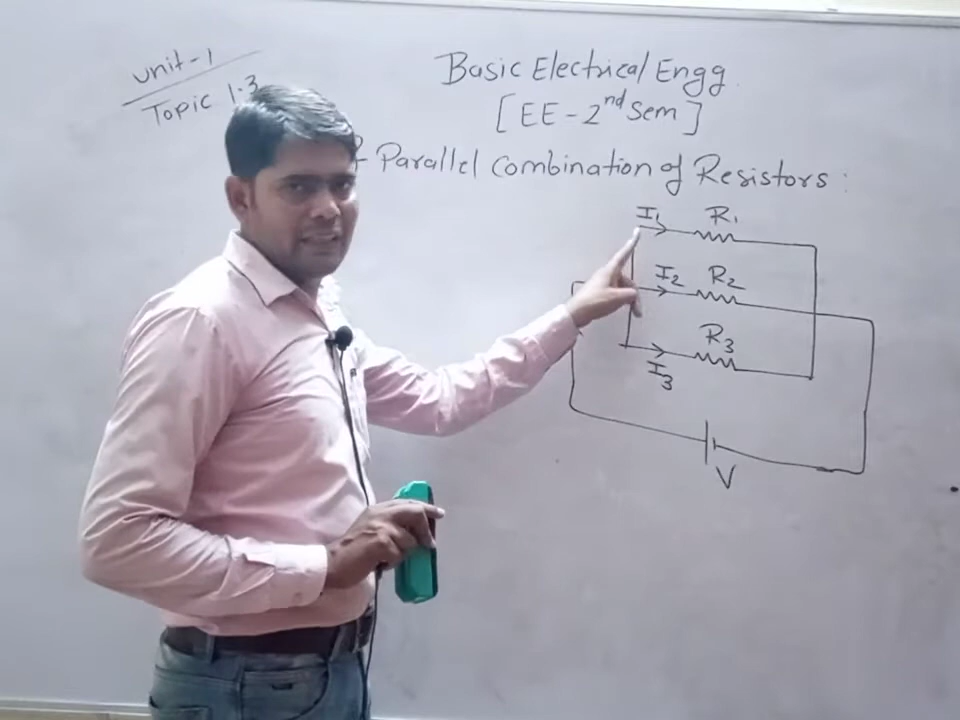 Unit-1
Topic 1.3
Basic Electrical Engg.
[EE-2nd Sem]
Parallel Combination of Resistors:
I1 R1
I2 R2
R3
I3
V